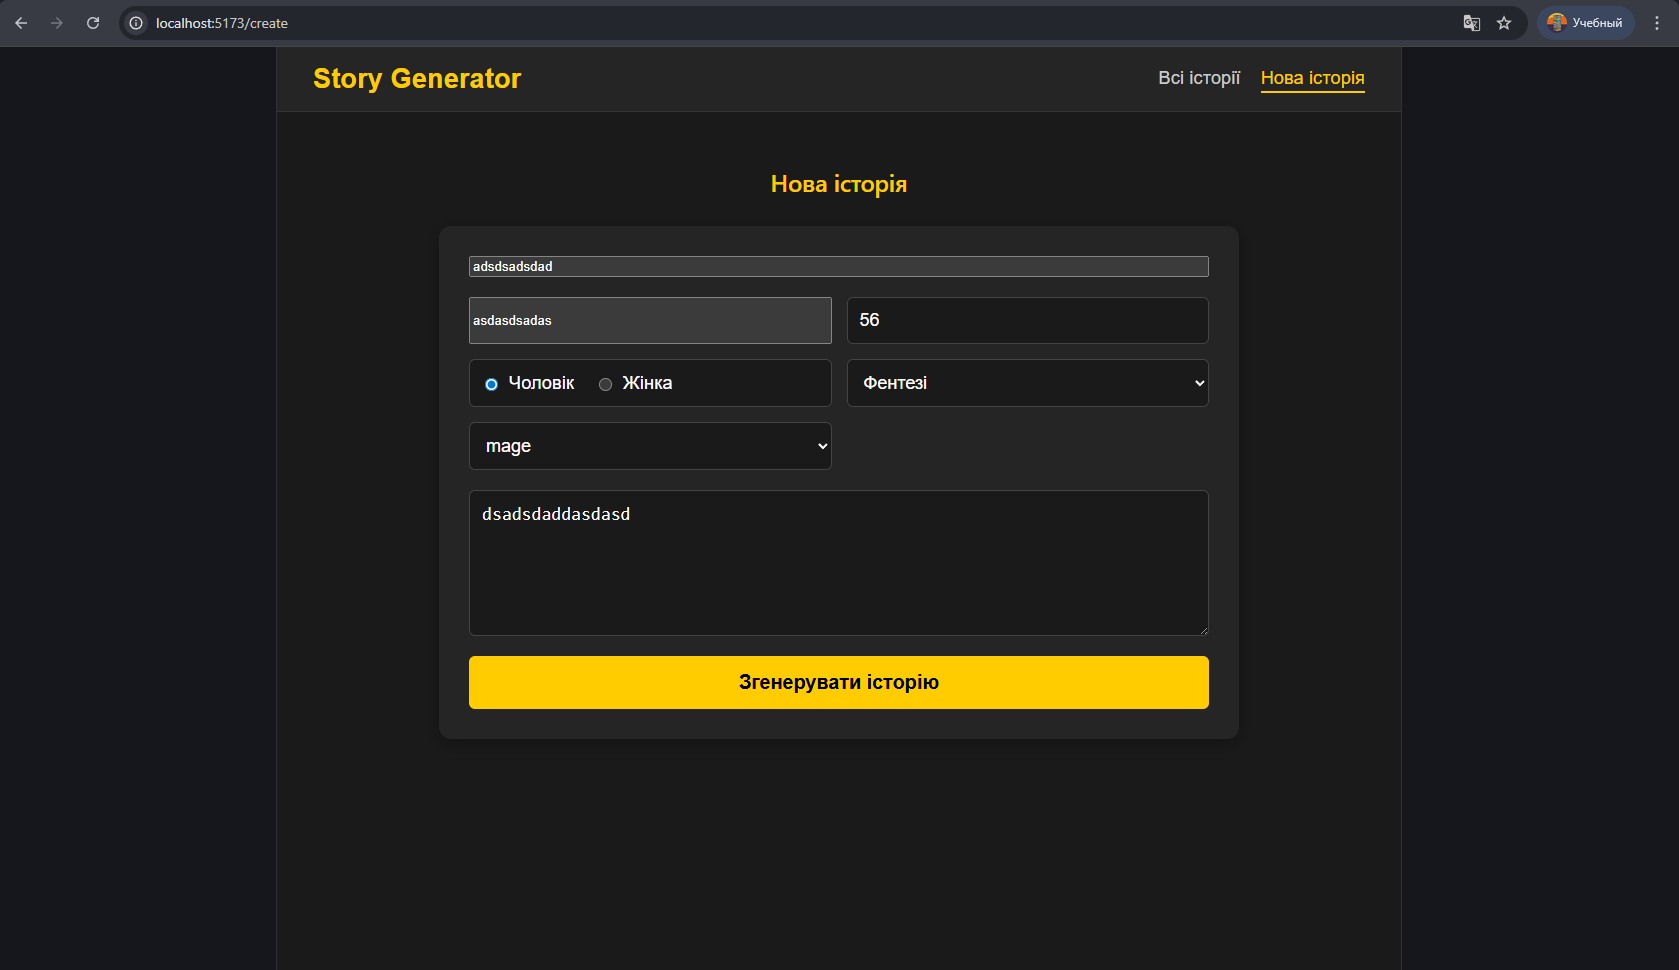 localhost:5173/create
Учебный
Story Generator
Всі історії
Нова історія
Нова історія
adsdsadsdad
asdasdsadas
56
Чоловік
Жінка
Фентезі
mage
dsadsdaddasdasd
Згенерувати історію